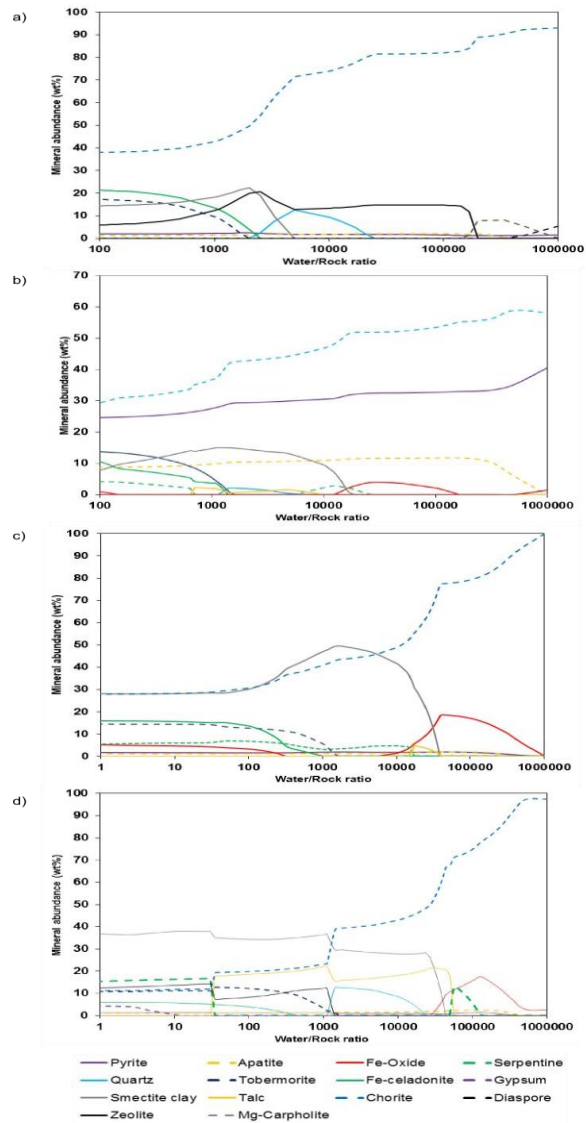 a)
100
90
80
70
60
50
40
30
20
10
0
Mineral abundance (wt%)
100 1000 10000 100000 1000000
Water/Rock ratio
b)
70
60
50
40
30
20
10
0
Mineral abundance (wt%)
100 1000 10000 100000 1000000
Water/Rock ratio
c)
100
90
80
70
60
50
40
30
20
10
0
Mineral abundance (wt%)
1 10 100 1000 10000 100000 1000000
Water/Rock ratio
d)
100
90
80
70
60
50
40
30
20
10
0
Mineral abundance (wt%)
1 10 100 1000 10000 100000 1000000
Water/Rock ratio
Pyrite Apatite Fe-Oxide Serpentine
Quartz Tobermorite Fe-celadonite Gypsum
Smectite clay Talc Chorite Diaspore
Zeolite Mg-Carpholite